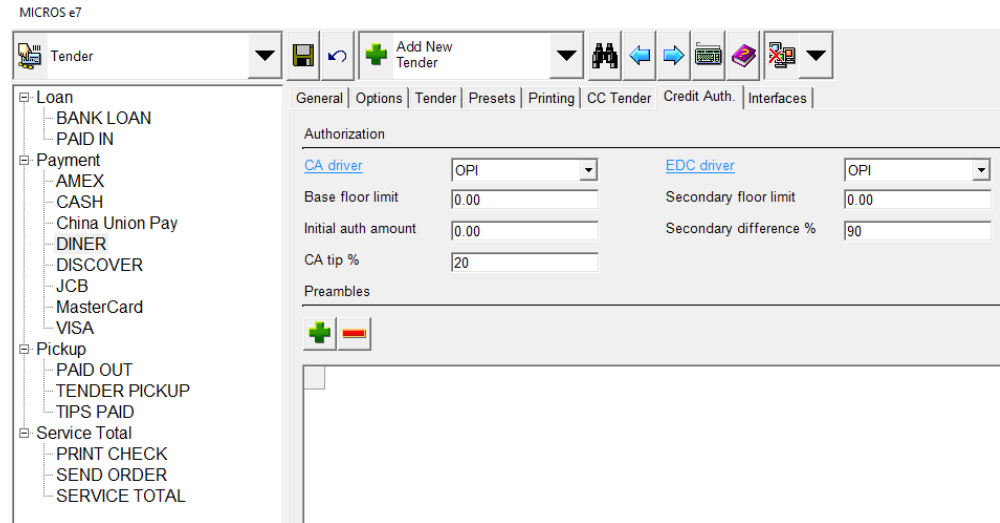 MICROS e7
Tender
Add New
Tender
General Options Tender Presets Printing CC Tender Credit Auth. Interfaces
Loan
BANK LOAN
PAID IN
Payment
AMEX
CASH
China Union Pay
DINER
DISCOVER
JCB
MasterCard
VISA
Pickup
PAID OUT
TENDER PICKUP
TIPS PAID
Service Total
PRINT CHECK
SEND ORDER
SERVICE TOTAL
Authorization
CA driver OPI EDC driver OPI
Base floor limit 0.00 Secondary floor limit 0.00
Initial auth amount 0.00 Secondary difference % 90
CA tip % 20
Preambles